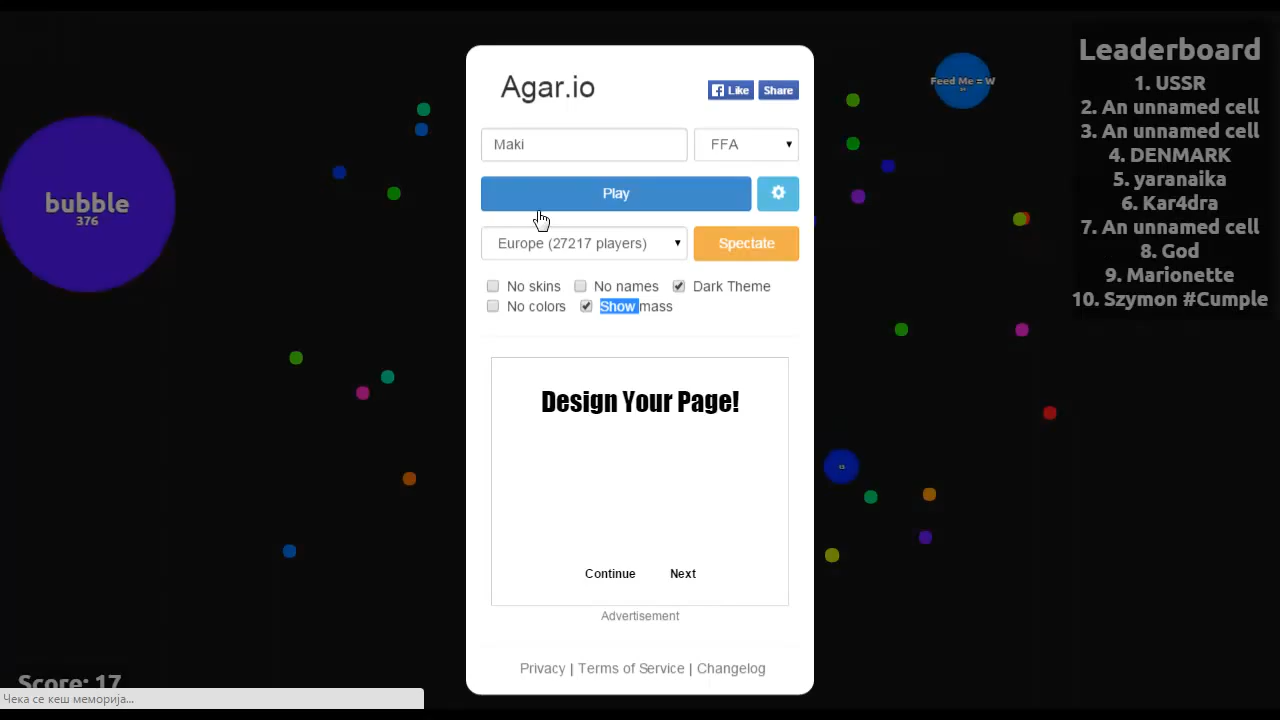 Agar.io
Like Share
Maki FFA
Play
Europe (27217 players) Spectate
No skins No names Dark Theme
No colors Show mass
Design Your Page!
Continue Next
Advertisement
Privacy | Terms of Service | Changelog
bubble
376
Feed Me = W
Leaderboard
1. USSR
2. An unnamed cell
3. An unnamed cell
4. DENMARK
5. yaranaika
6. Kar4dra
7. An unnamed cell
8. God
9. Marionette
10. Szymon #Cumple
Score: 17
Чека се кеш меморија...